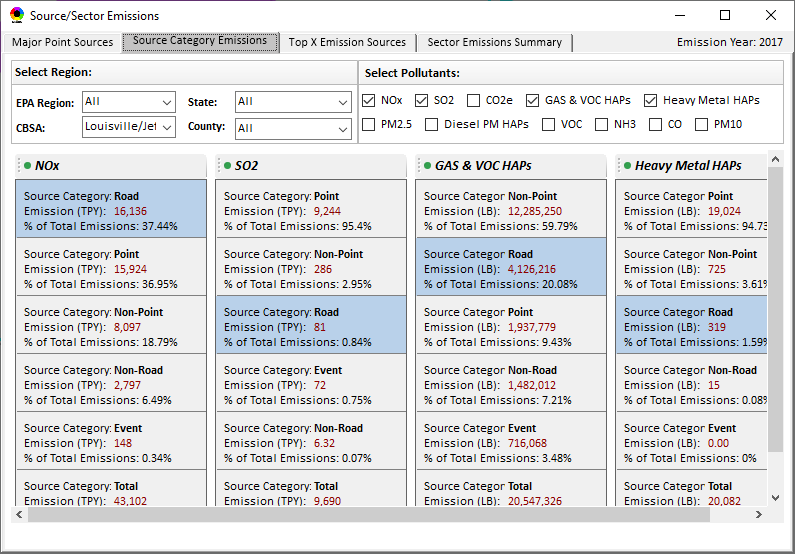 Source/Sector Emissions
Major Point Sources Source Category Emissions Top X Emission Sources Sector Emissions Summary Emission Year: 2017
Select Region:
EPA Region: All State: All
CBSA: Louisville/Jef County: All
Select Pollutants:
NOx SO2 CO2e GAS & VOC HAPs Heavy Metal HAPs
PM2.5 Diesel PM HAPs VOC NH3 CO PM10
NOx
Source Category: Road
Emission (TPY): 16,136
% of Total Emissions: 37.44%
Source Category: Point
Emission (TPY): 15,924
% of Total Emissions: 36.95%
Source Category: Non-Point
Emission (TPY): 8,097
% of Total Emissions: 18.79%
Source Category: Non-Road
Emission (TPY): 2,797
% of Total Emissions: 6.49%
Source Category: Event
Emission (TPY): 148
% of Total Emissions: 0.34%
Source Category: Total
Emission (TPY): 43,102
SO2
Source Category: Point
Emission (TPY): 9,244
% of Total Emissions: 95.4%
Source Category: Non-Point
Emission (TPY): 286
% of Total Emissions: 2.95%
Source Category: Road
Emission (TPY): 81
% of Total Emissions: 0.84%
Source Category: Event
Emission (TPY): 72
% of Total Emissions: 0.75%
Source Category: Non-Road
Emission (TPY): 6.32
% of Total Emissions: 0.07%
Source Category: Total
Emission (TPY): 9,690
GAS & VOC HAPs
Source Categor Non-Point
Emission (LB): 12,285,250
% of Total Emissions: 59.79%
Source Categor Road
Emission (LB): 4,126,216
% of Total Emissions: 20.08%
Source Categor Point
Emission (LB): 1,937,779
% of Total Emissions: 9.43%
Source Categor Non-Road
Emission (LB): 1,482,012
% of Total Emissions: 7.21%
Source Categor Event
Emission (LB): 716,068
% of Total Emissions: 3.48%
Source Categor Total
Emission (LB): 20,547,326
Heavy Metal HAPs
Source Categor Point
Emission (LB): 19,024
% of Total Emissions: 94.73
Source Categor Non-Point
Emission (LB): 725
% of Total Emissions: 3.61%
Source Categor Road
Emission (LB): 319
% of Total Emissions: 1.59%
Source Categor Non-Road
Emission (LB): 15
% of Total Emissions: 0.08%
Source Categor Event
Emission (LB): 0.00
% of Total Emissions: 0%
Source Categor Total
Emission (LB): 20,082